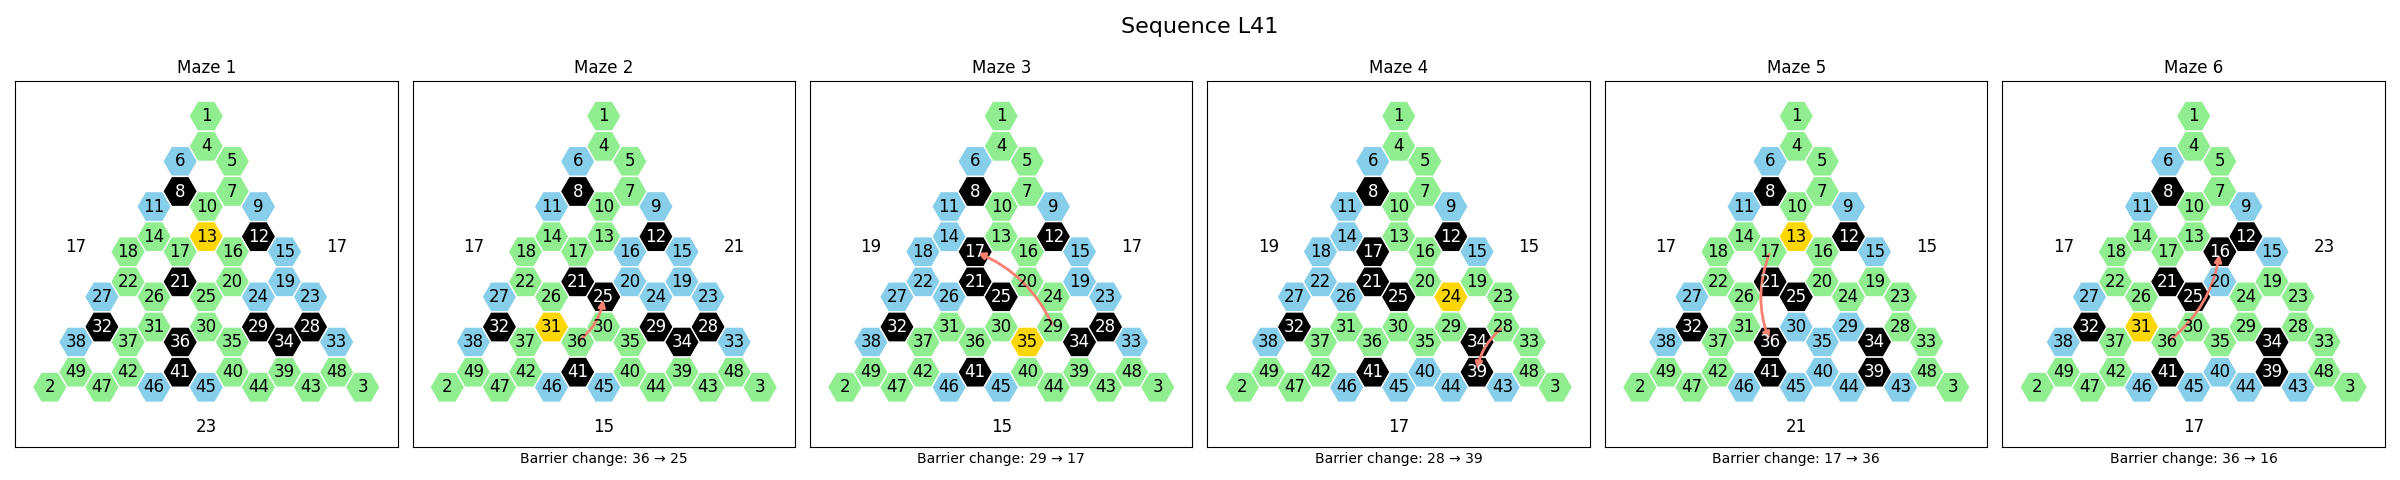 Sequence L41
Maze 1
1
4
6 5
8 7
11 10 9
14 13 12
17 18 17 16 15 17
22 21 20 19
27 26 25 24 23
32 31 30 29 28
38 37 36 35 34 33
49 42 41 40 39 48
2 47 46 45 44 43 3
23
Maze 2
1
4
6 5
8 7
11 10 9
14 13 12
17 18 17 16 15 21
22 21 20 19
27 26 25 24 23
32 31 30 29 28
38 37 36 35 34 33
49 42 41 40 39 48
2 47 46 45 44 43 3
15
Barrier change: 36 → 25
Maze 3
1
4
6 5
8 7
11 10 9
14 13 12
19 18 17 16 15 17
22 21 20 19
27 26 25 24 23
32 31 30 29 28
38 37 36 35 34 33
49 42 41 40 39 48
2 47 46 45 44 43 3
15
Barrier change: 29 → 17
Maze 4
1
4
6 5
8 7
11 10 9
14 13 12
19 18 17 16 15 15
22 21 20 19
27 26 25 24 23
32 31 30 29 28
38 37 36 35 34 33
49 42 41 40 39 48
2 47 46 45 44 43 3
17
Barrier change: 28 → 39
Maze 5
1
4
6 5
8 7
11 10 9
14 13 12
17 18 17 16 15 15
22 21 20 19
27 26 25 24 23
32 31 30 29 28
38 37 36 35 34 33
49 42 41 40 39 48
2 47 46 45 44 43 3
21
Barrier change: 17 → 36
Maze 6
1
4
6 5
8 7
11 10 9
14 13 12
17 18 17 16 15 23
22 21 20 19
27 26 25 24 23
32 31 30 29 28
38 37 36 35 34 33
49 42 41 40 39 48
2 47 46 45 44 43 3
17
Barrier change: 36 → 16